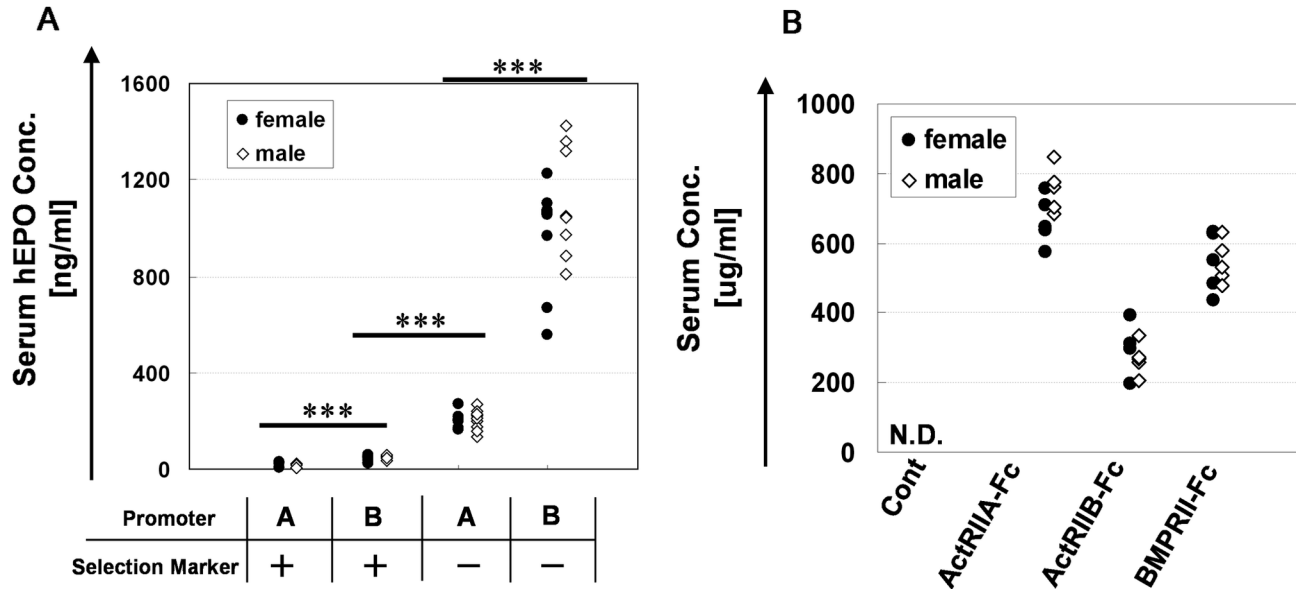 A
Serum hEPO Conc.
[ng/ml]
1600
1200
800
400
0
female
male
***
***
***
Promoter A B A B
Selection Marker + + − −
B
Serum Conc.
[ug/ml]
1000
800
600
400
200
0
female
male
N.D.
Cont
ActRIIA-Fc
ActRIIB-Fc
BMPRII-Fc